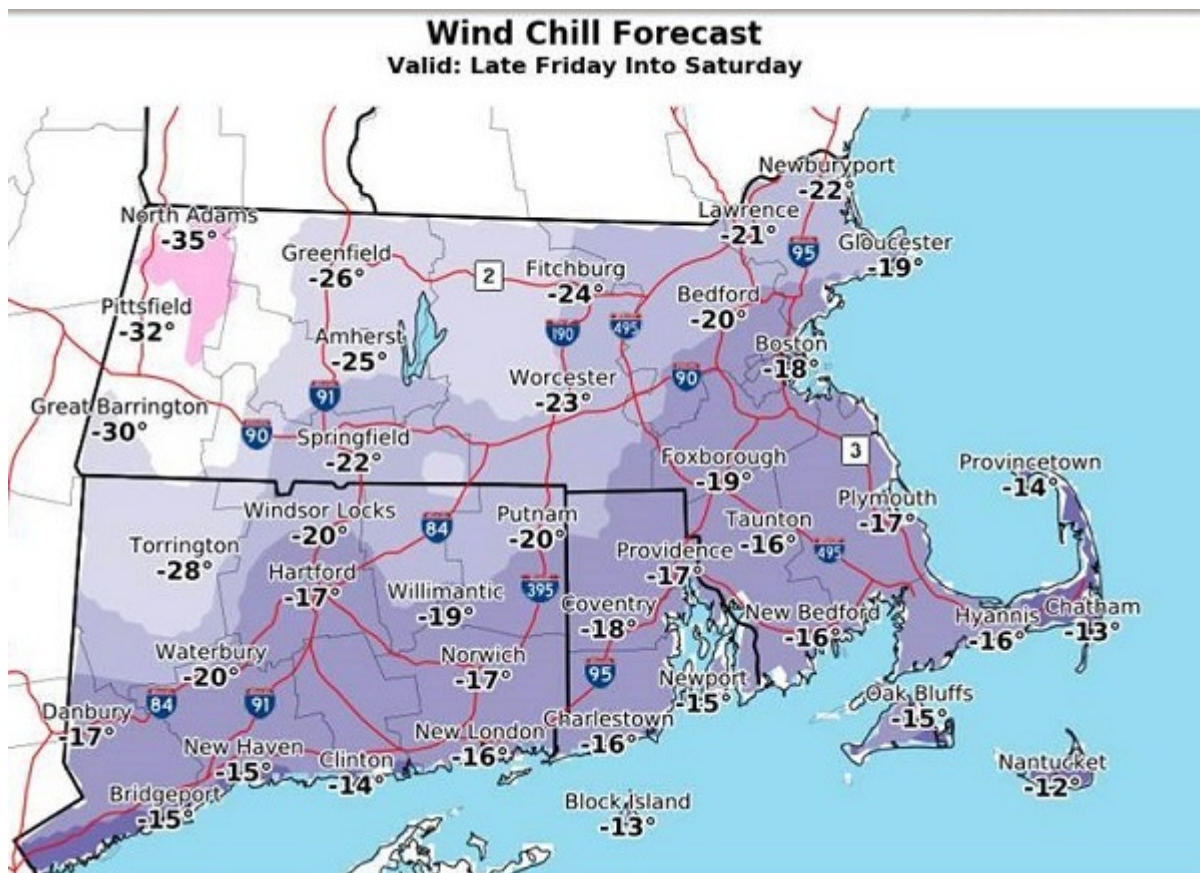 Wind Chill Forecast
Valid: Late Friday Into Saturday
Newburyport
-22°
North Adams
-35°
Lawrence
-21°
Gloucester
-19°
95
Greenfield
-26°
2
Fitchburg
-24°
Bedford
-20°
Pittsfield
-32°
190
495
Amherst
-25°
Boston
-18°
Worcester
-23°
90
91
Great Barrington
-30°
90
Springfield
-22°
3
Foxborough
-19°
Provincetown
-14°
Plymouth
-17°
Windsor Locks
-20°
84
Putnam
-20°
Taunton
-16°
495
Torrington
-28°
Providence
-17°
Hartford
-17°
Willimantic
-19°
395
Coventry
-18°
New Bedford
-16°
Hyannis
-16°
Chatham
-13°
Waterbury
-20°
Norwich
-17°
95
Newport
-15°
84
91
Oak Bluffs
-15°
Danbury
-17°
New Haven
-15°
Clinton
-14°
New London
-16°
Charlestown
-16°
Nantucket
-12°
Bridgeport
-15°
Block Island
-13°